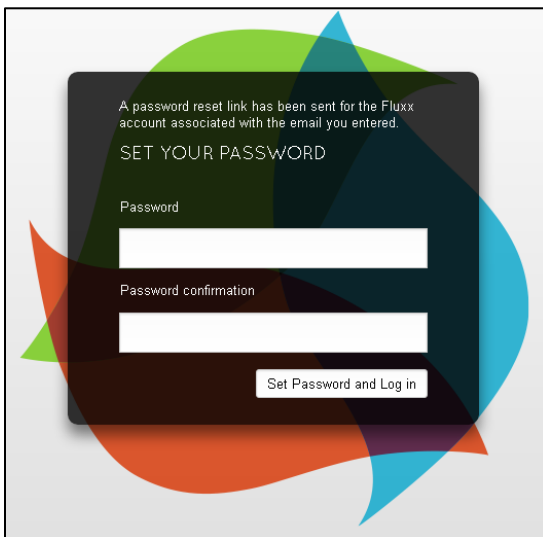 A password reset link has been sent for the Fluxx
account associated with the email you entered.
SET YOUR PASSWORD
Password
Password confirmation
Set Password and Log in